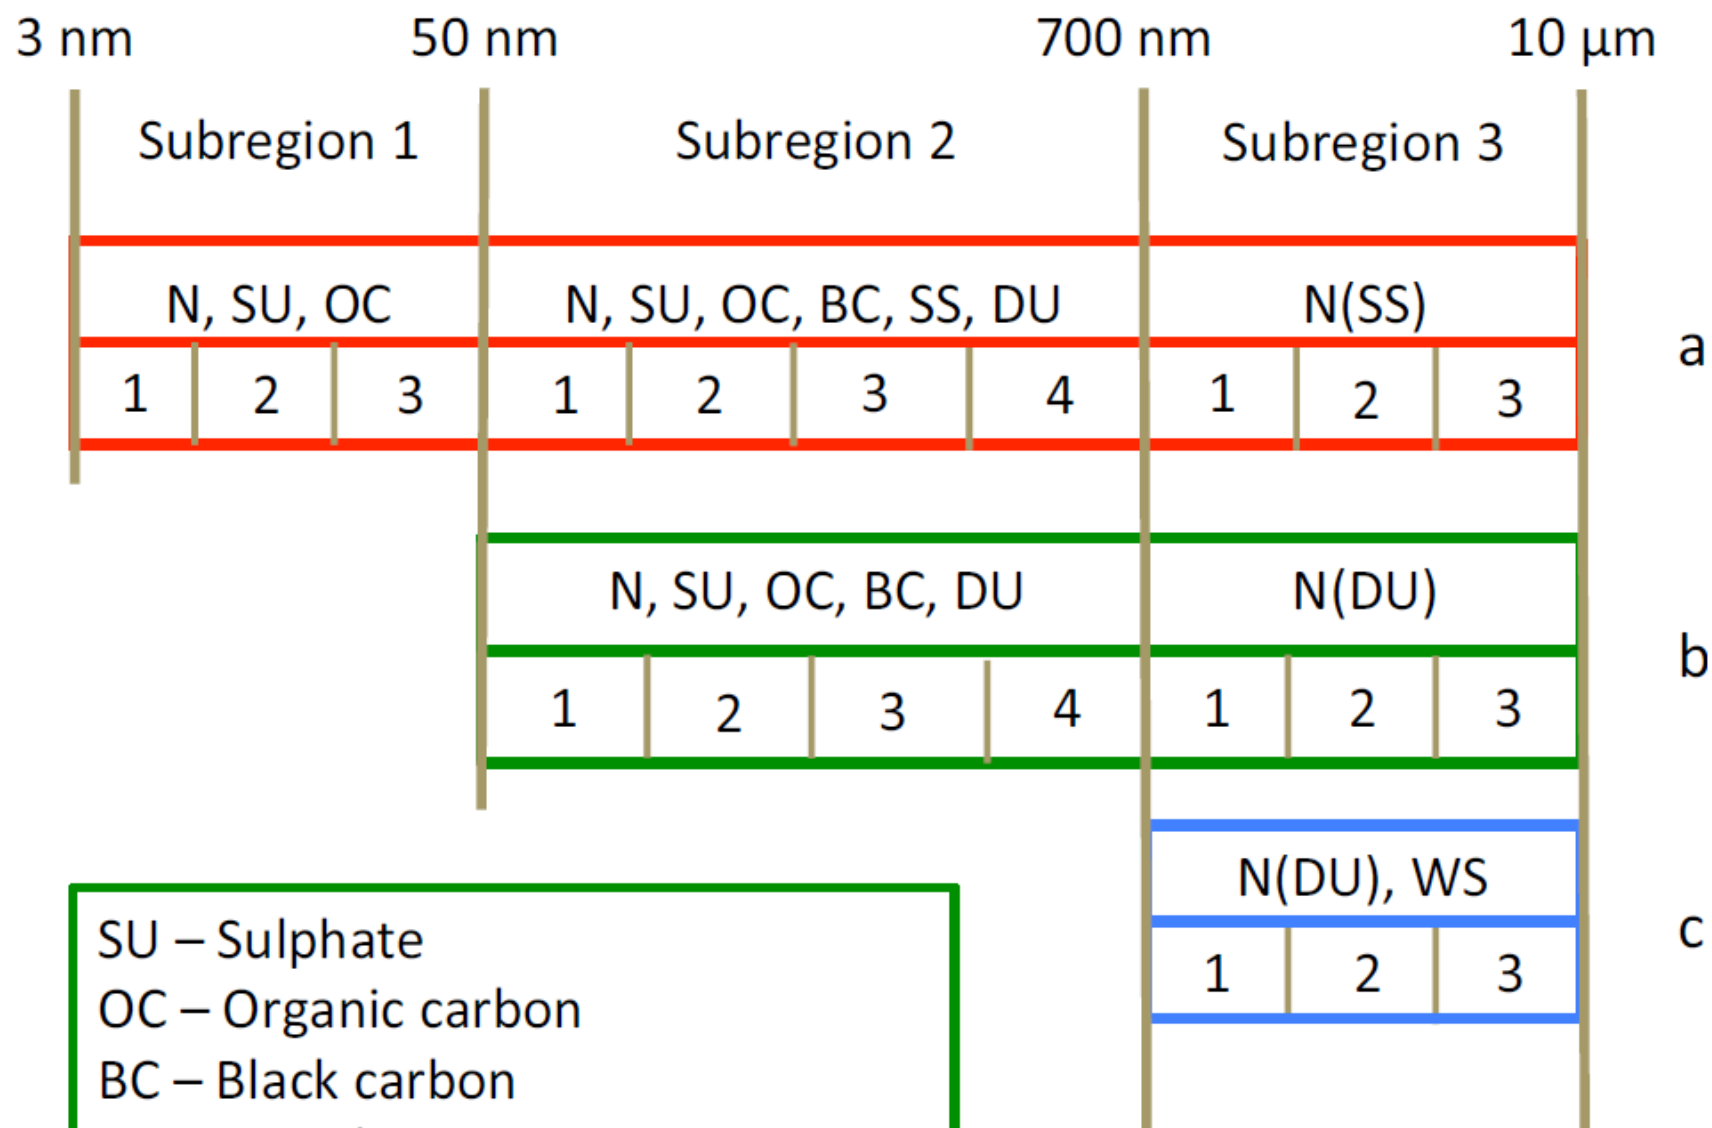 3 nm 50 nm 700 nm 10 µm
Subregion 1 Subregion 2 Subregion 3
N, SU, OC N, SU, OC, BC, SS, DU N(SS)
a
1 2 3 1 2 3 4 1 2 3
N, SU, OC, BC, DU N(DU)
b
1 2 3 4 1 2 3
N(DU), WS
c
1 2 3
SU – Sulphate
OC – Organic carbon
BC – Black carbon